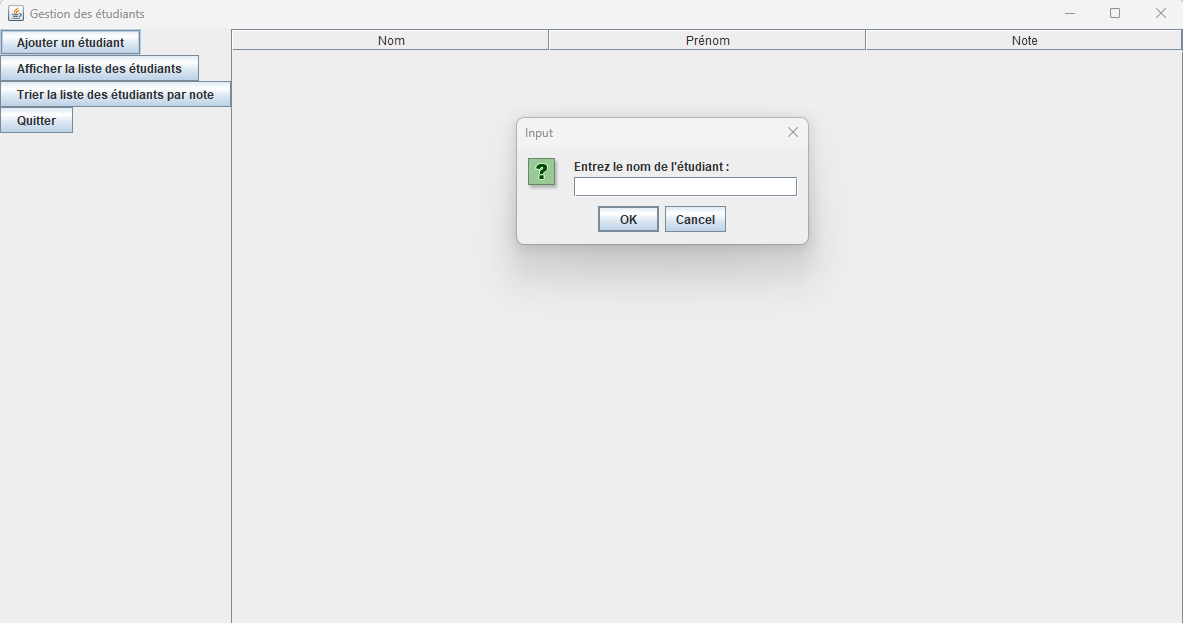 Gestion des étudiants
Ajouter un étudiant
Afficher la liste des étudiants
Trier la liste des étudiants par note
Quitter
Nom Prénom Note
Input
?
Entrez le nom de l'étudiant :
OK Cancel